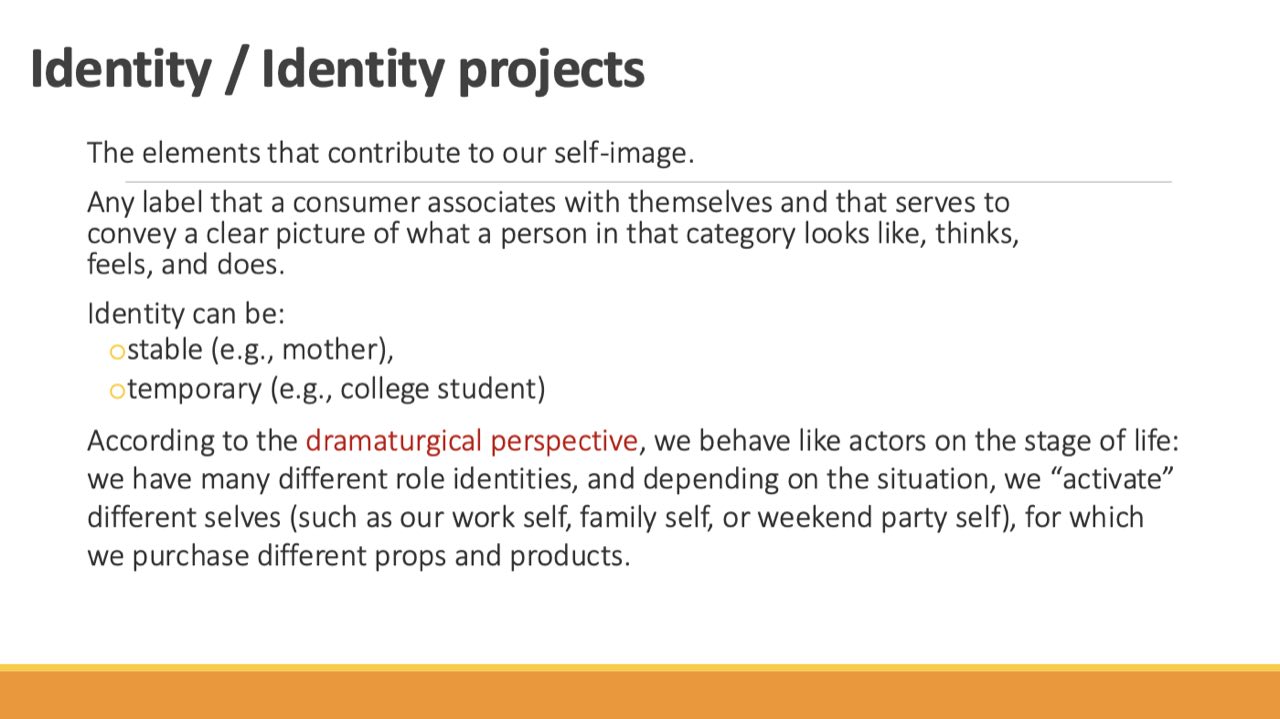 Identity / Identity projects
The elements that contribute to our self-image.
Any label that a consumer associates with themselves and that serves to
convey a clear picture of what a person in that category looks like, thinks,
feels, and does.
Identity can be:
ostable (e.g., mother),
otemporary (e.g., college student)
According to the dramaturgical perspective, we behave like actors on the stage of life:
we have many different role identities, and depending on the situation, we “activate”
different selves (such as our work self, family self, or weekend party self), for which
we purchase different props and products.